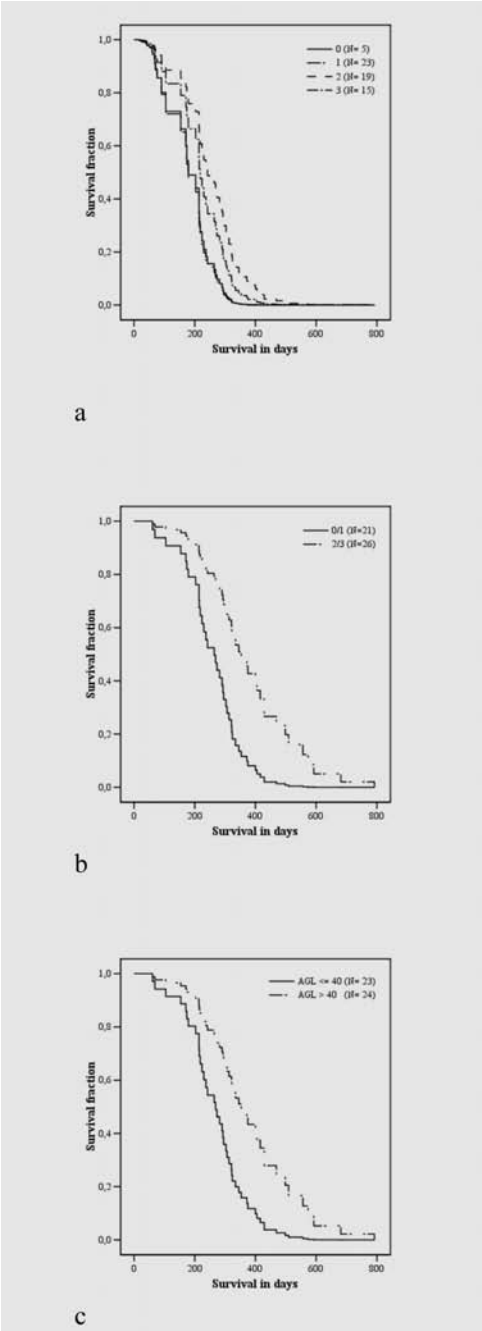 1,0
0,8
0,6
0,4
0,2
0,0
Survival fraction
0 (N= 5)
1 (N= 23)
2 (N= 19)
3 (N= 15)
0 200 400 600 800
Survival in days
a
1,0
0,8
0,6
0,4
0,2
0,0
Survival fraction
0/1 (N=21)
2/3 (N=26)
0 200 400 600 800
Survival in days
b
1,0
0,8
0,6
0,4
0,2
0,0
Survival fraction
AGL <= 40 (N= 23)
AGL > 40 (N= 24)
0 200 400 600 800
Survival in days
c